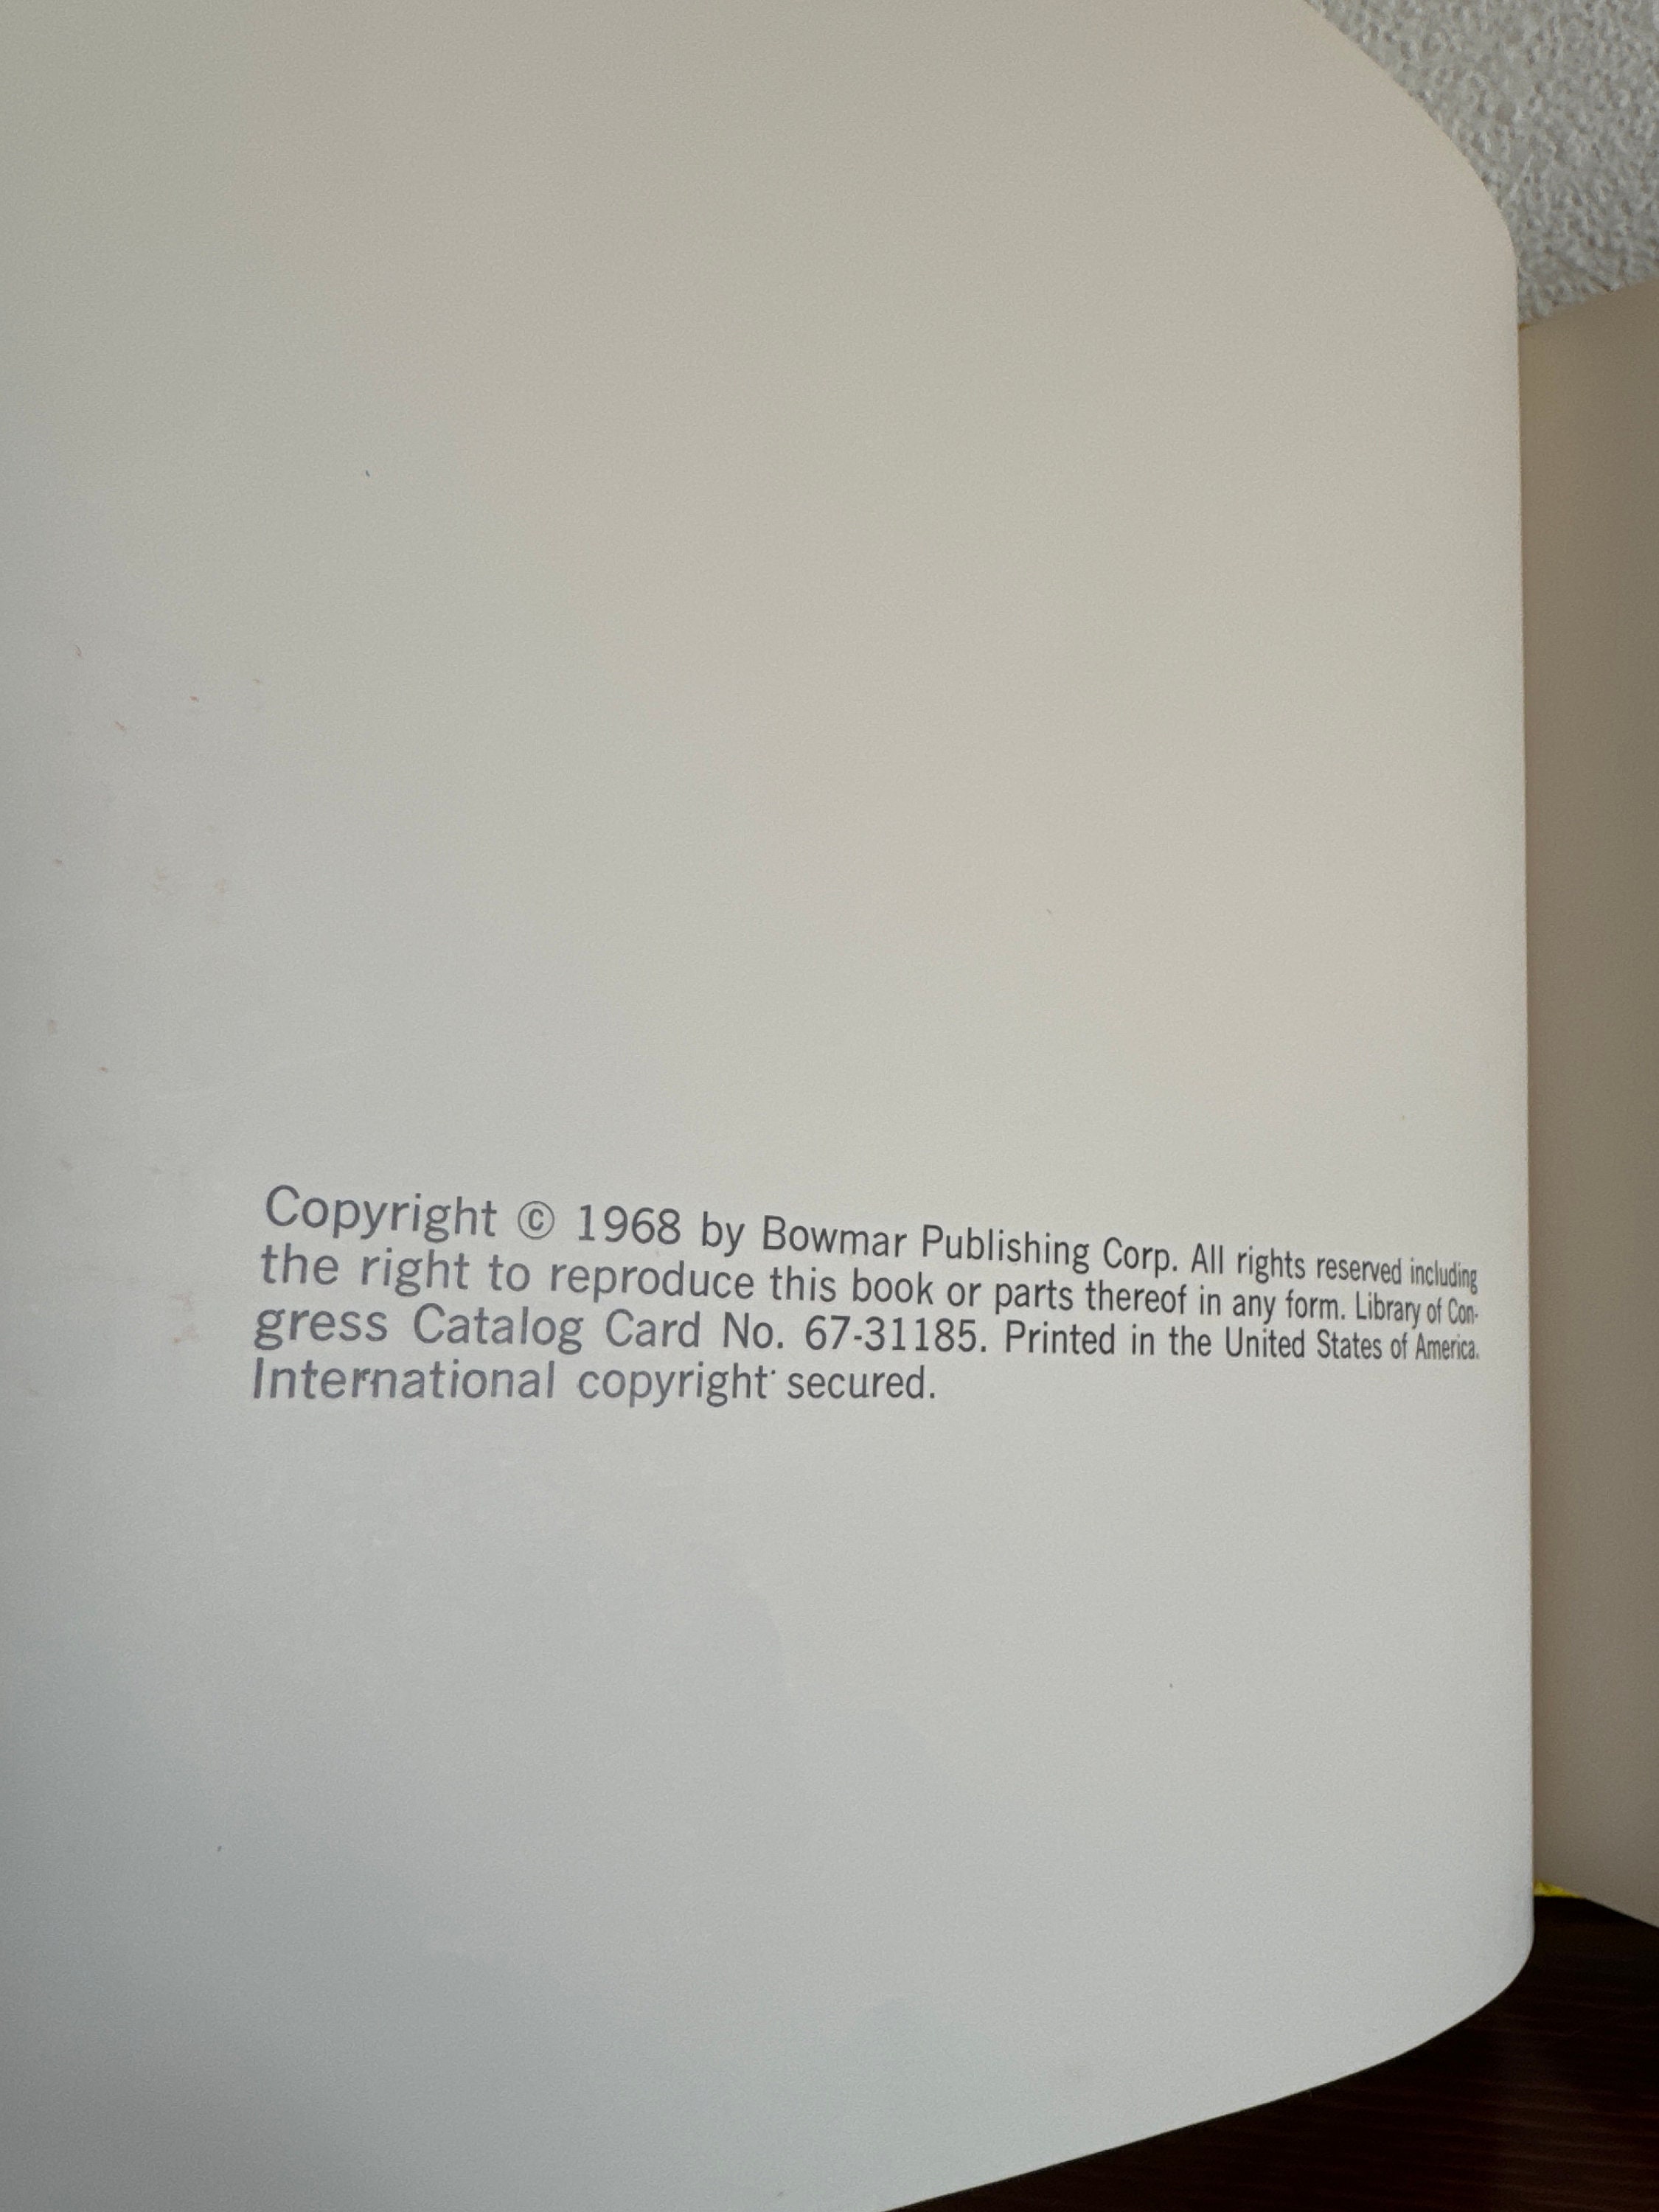 Copyright © 1968 by Bowmar Publishing Corp. All rights reserved including
the right to reproduce this book or parts thereof in any form. Library of Con-
gress Catalog Card No. 67-31185. Printed in the United States of America.
International copyright secured.